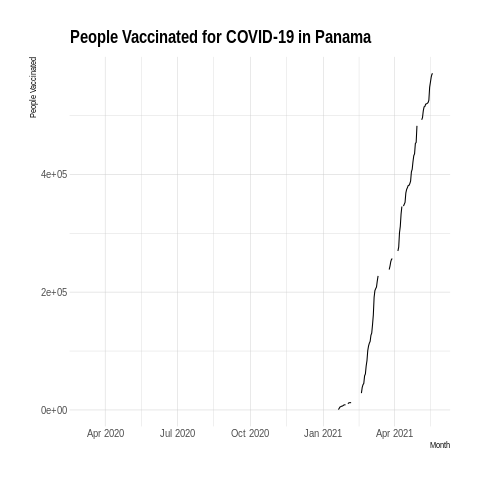 People Vaccinated for COVID-19 in Panama
People Vaccinated
4e+05
2e+05
0e+00
Apr 2020 Jul 2020 Oct 2020 Jan 2021 Apr 2021
Month